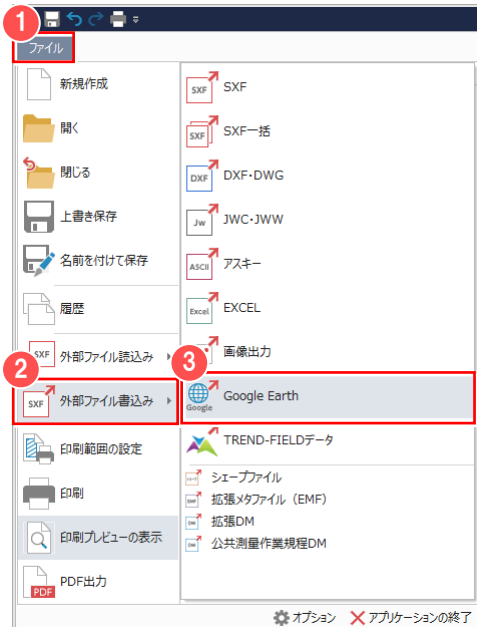 1
ファイル
新規作成
開く
閉じる
上書き保存
名前を付けて保存
履歴
SXF 外部ファイル読込み
2
SXF 外部ファイル書込み
印刷範囲の設定
印刷
印刷プレビューの表示
PDF PDF出力
SXF SXF
SXF SXF一括
DXF DXF・DWG
Jw JWC・JWW
ASCII アスキー
Excel EXCEL
画像出力
3
Google Google Earth
TREND-FIELDデータ
シェープファイル
拡張メタファイル（EMF）
DM 拡張DM
DM 公共測量作業規程DM
オプション アプリケーションの終了